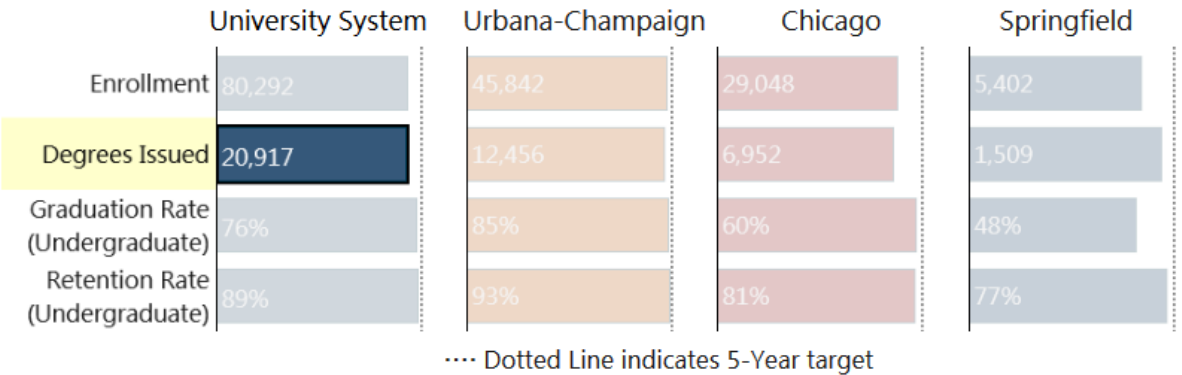 University System Urbana-Champaign Chicago Springfield
Enrollment 80,292 45,842 29,048 5,402
Degrees Issued 20,917 12,456 6,952 1,509
Graduation Rate
(Undergraduate) 76% 85% 60% 48%
Retention Rate
(Undergraduate) 89% 93% 81% 77%
···· Dotted Line indicates 5-Year target